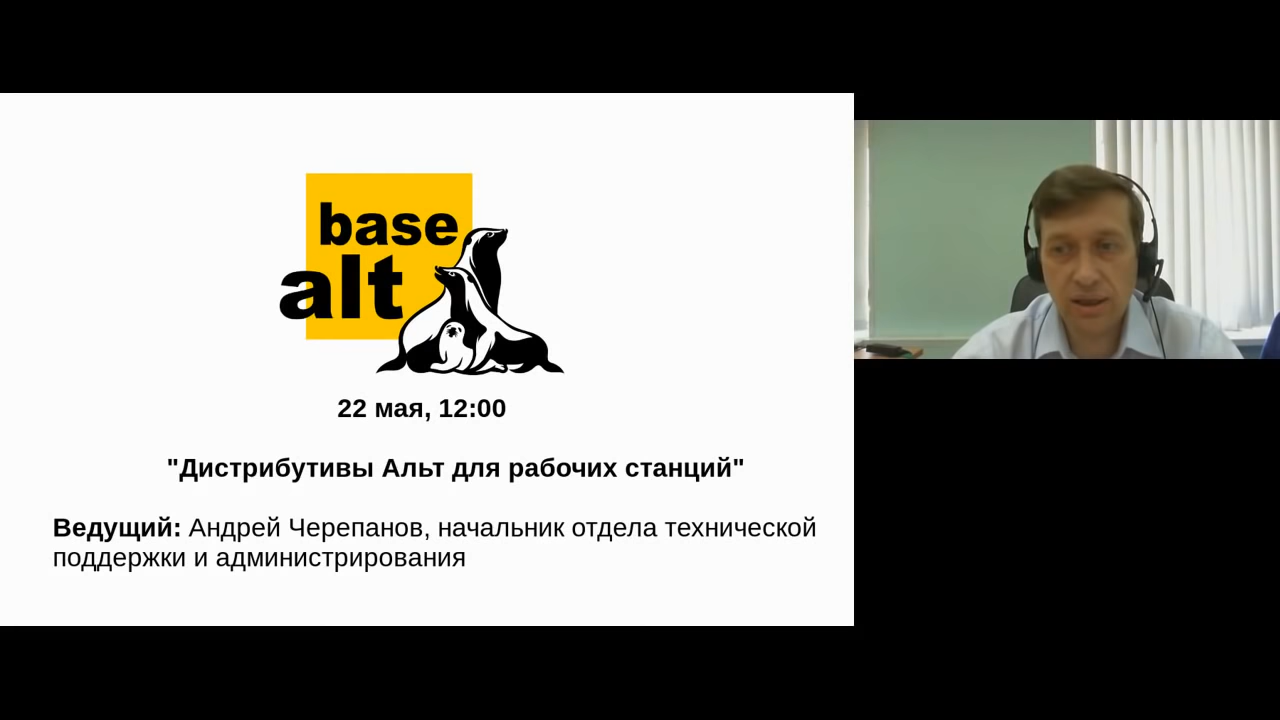 base
alt
22 мая, 12:00
"Дистрибутивы Альт для рабочих станций"
Ведущий: Андрей Черепанов, начальник отдела технической
поддержки и администрирования